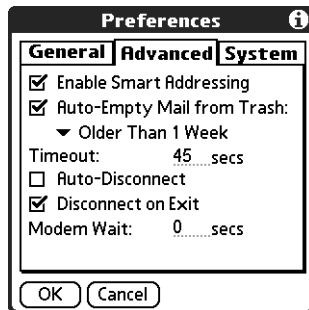 Preferences
General Advanced System
Enable Smart Addressing
Auto-Empty Mail from Trash:
Older Than 1 Week
Timeout: 45 secs
Auto-Disconnect
Disconnect on Exit
Modem Wait: 0 secs
OK Cancel